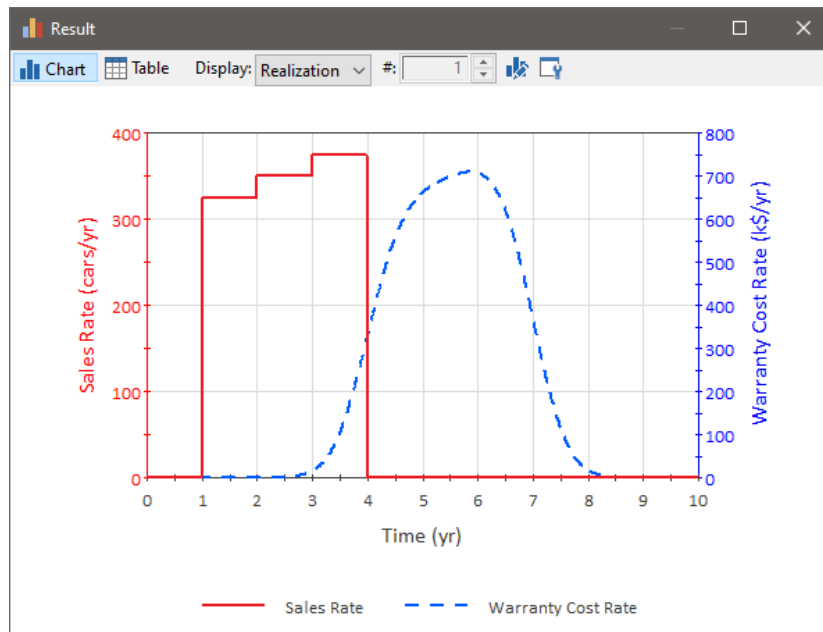 Result
Chart Table Display: Realization #: 1
400 800
700
300 600
500
200 400
300
100 200
100
0 0
0 1 2 3 4 5 6 7 8 9 10
Sales Rate (cars/yr)
Warranty Cost Rate (k$/yr)
Time (yr)
Sales Rate Warranty Cost Rate